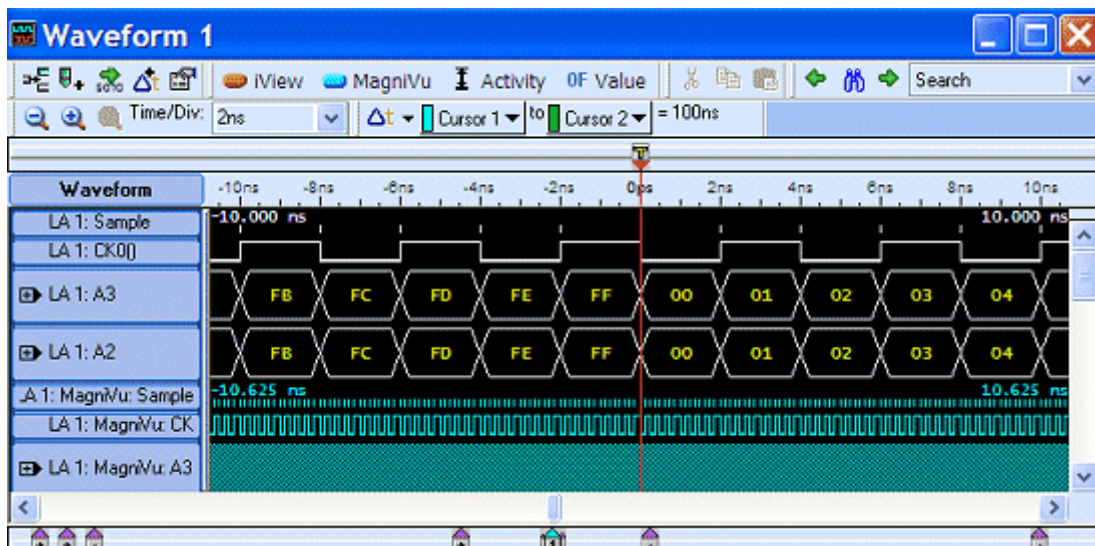 Waveform 1
iView MagniVu Activity 0F Value Search
Time/Div: 2ns Δt Cursor 1 to Cursor 2 = 100ns
Waveform -10ns -8ns -6ns -4ns -2ns 0ps 2ns 4ns 6ns 8ns 10ns
LA 1: Sample -10.000 ns 10.000 ns
LA 1: CK0()
LA 1: A3 FB FC FD FE FF 00 01 02 03 04
LA 1: A2 FB FC FD FE FF 00 01 02 03 04
.A 1: MagniVu: Sample -10.625 ns 10.625 ns
LA 1: MagniVu: CK
LA 1: MagniVu: A3